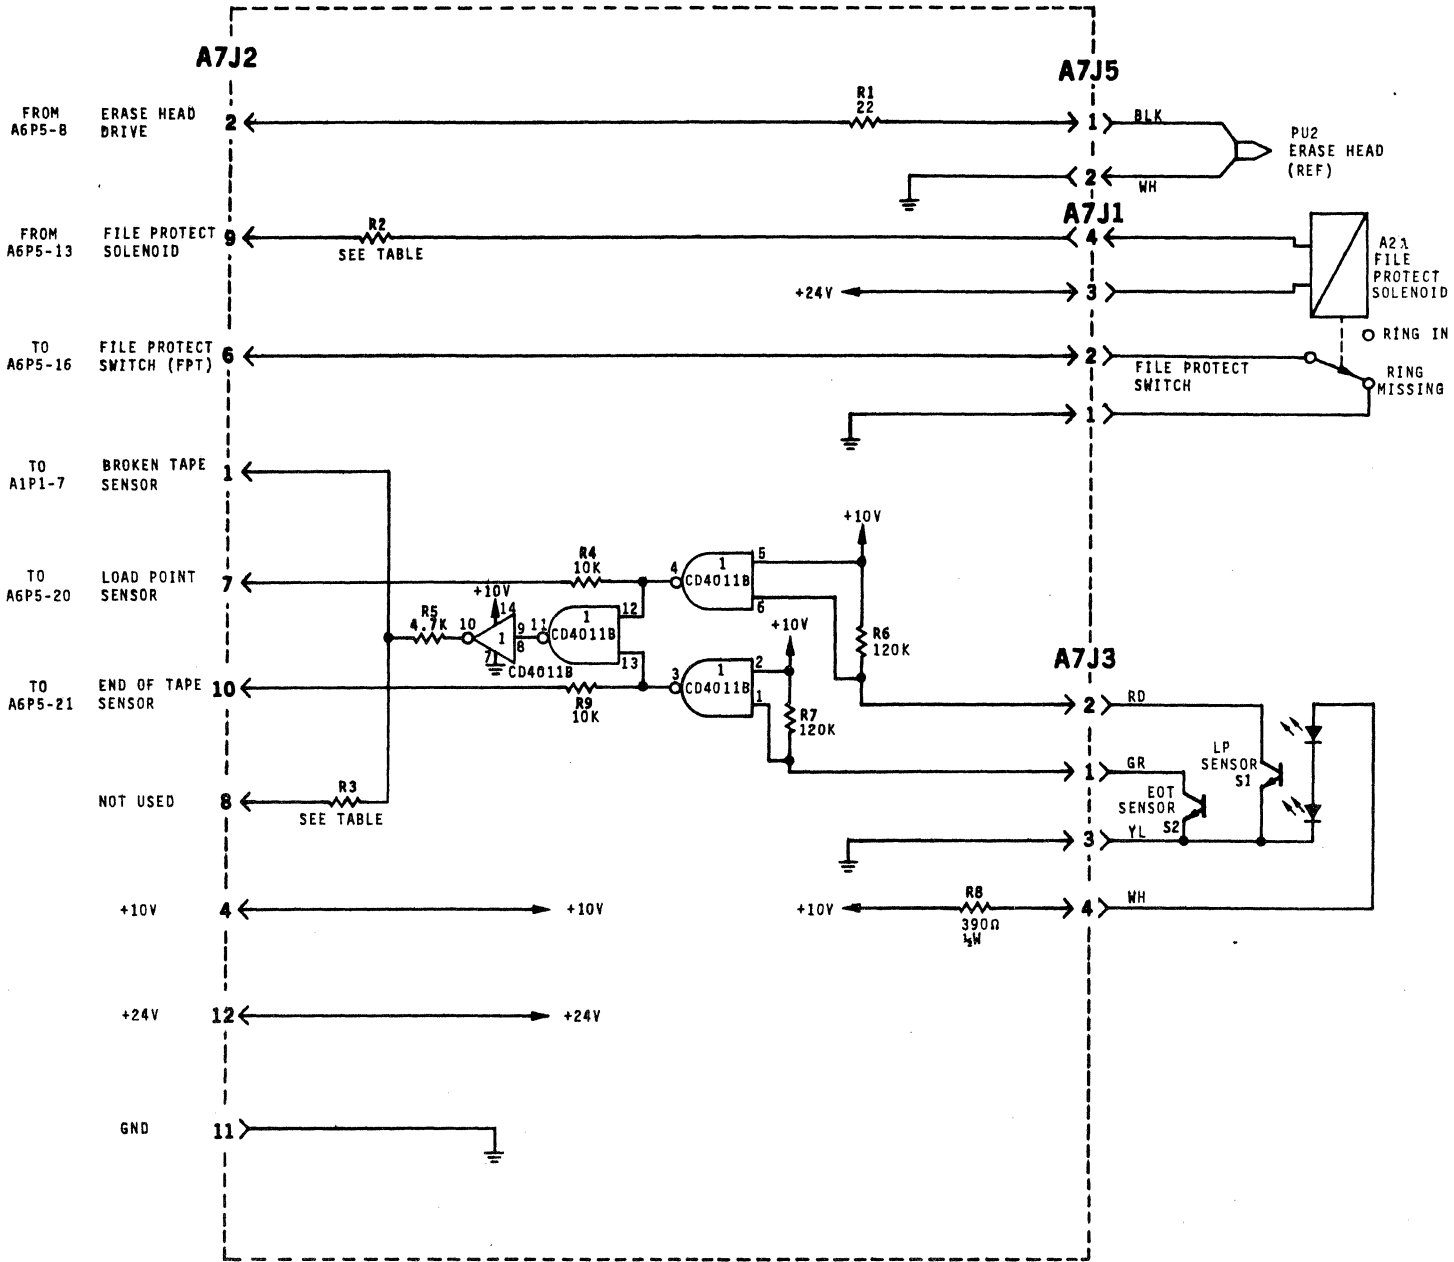 A7J2
A7J5
FROM
A6P5-8
ERASE HEAD
DRIVE
2
R1
22
1
BLK
PU2
ERASE HEAD
(REF)
2
WH
A7J1
FROM
A6P5-13
FILE PROTECT
SOLENOID
9
R2
SEE TABLE
4
FILE
PROTECT
SOLENOID
+24V
3
RING IN
TO
A6P5-16
FILE PROTECT
SWITCH (FPT)
6
2
FILE PROTECT
SWITCH
RING
MISSING
1
TO
A1P1-7
BROKEN TAPE
SENSOR
1
+10V
TO
A6P5-20
LOAD POINT
SENSOR
7
R4
10K
4
1
CD4011B
5
6
+10V
14
R5
4.7K
10
1
7
9
8
CD4011B
11
1
CD4011B
12
13
+10V
R6
120K
A7J3
TO
A6P5-21
END OF TAPE
SENSOR
10
R9
10K
3
1
CD4011B
2
1
R7
120K
2
RD
LP
SENSOR
S1
1
GR
EOT
SENSOR
S2
NOT USED
8
R3
SEE TABLE
3
YL
+10V
4
+10V
+10V
R8
390Ω
½W
4
WH
+24V
12
+24V
GND
11